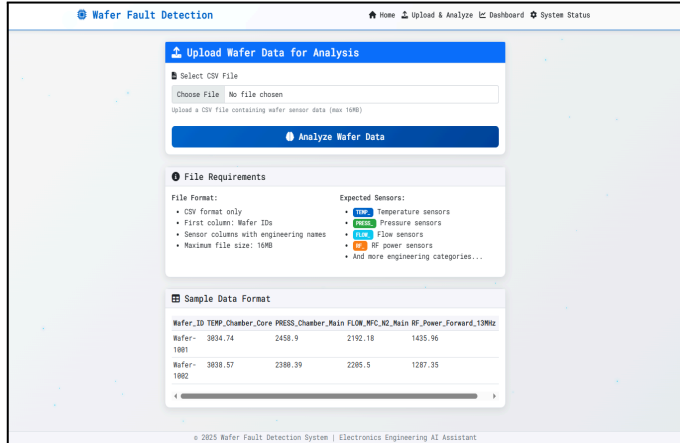 Wafer Fault Detection
Home Upload & Analyze Dashboard System Status
Upload Wafer Data for Analysis
Select CSV File
Choose File No file chosen
Upload a CSV file containing wafer sensor data (max 16MB)
Analyze Wafer Data
File Requirements
File Format:
• CSV format only
• First column: Wafer IDs
• Sensor columns with engineering names
• Maximum file size: 16MB
Expected Sensors:
• TEMP_ Temperature sensors
• PRESS_ Pressure sensors
• FLOW_ Flow sensors
• RF_ RF power sensors
• And more engineering categories...
Sample Data Format
Wafer_ID TEMP_Chamber_Core PRESS_Chamber_Main FLOW_MFC_N2_Main RF_Power_Forward_13MHz
Wafer-1001 3034.74 2458.9 2192.18 1435.96
Wafer-1002 3038.57 2380.39 2205.5 1287.35
© 2025 Wafer Fault Detection System | Electronics Engineering AI Assistant